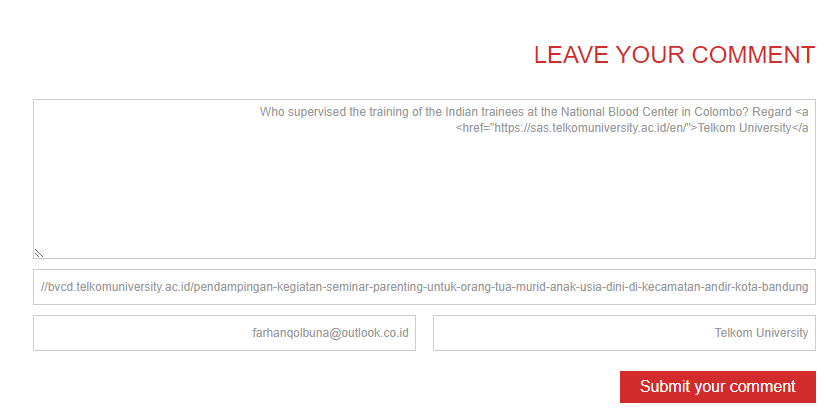 LEAVE YOUR COMMENT
Who supervised the training of the Indian trainees at the National Blood Center in Colombo? Regard <a
<href="https://sas.telkomuniversity.ac.id/en/">Telkom University</a
//bvcd.telkomuniversity.ac.id/pendampingan-kegiatan-seminar-parenting-untuk-orang-tua-murid-anak-usia-dini-di-kecamatan-andir-kota-bandung
farhanqolbuna@outlook.co.id
Telkom University
Submit your comment